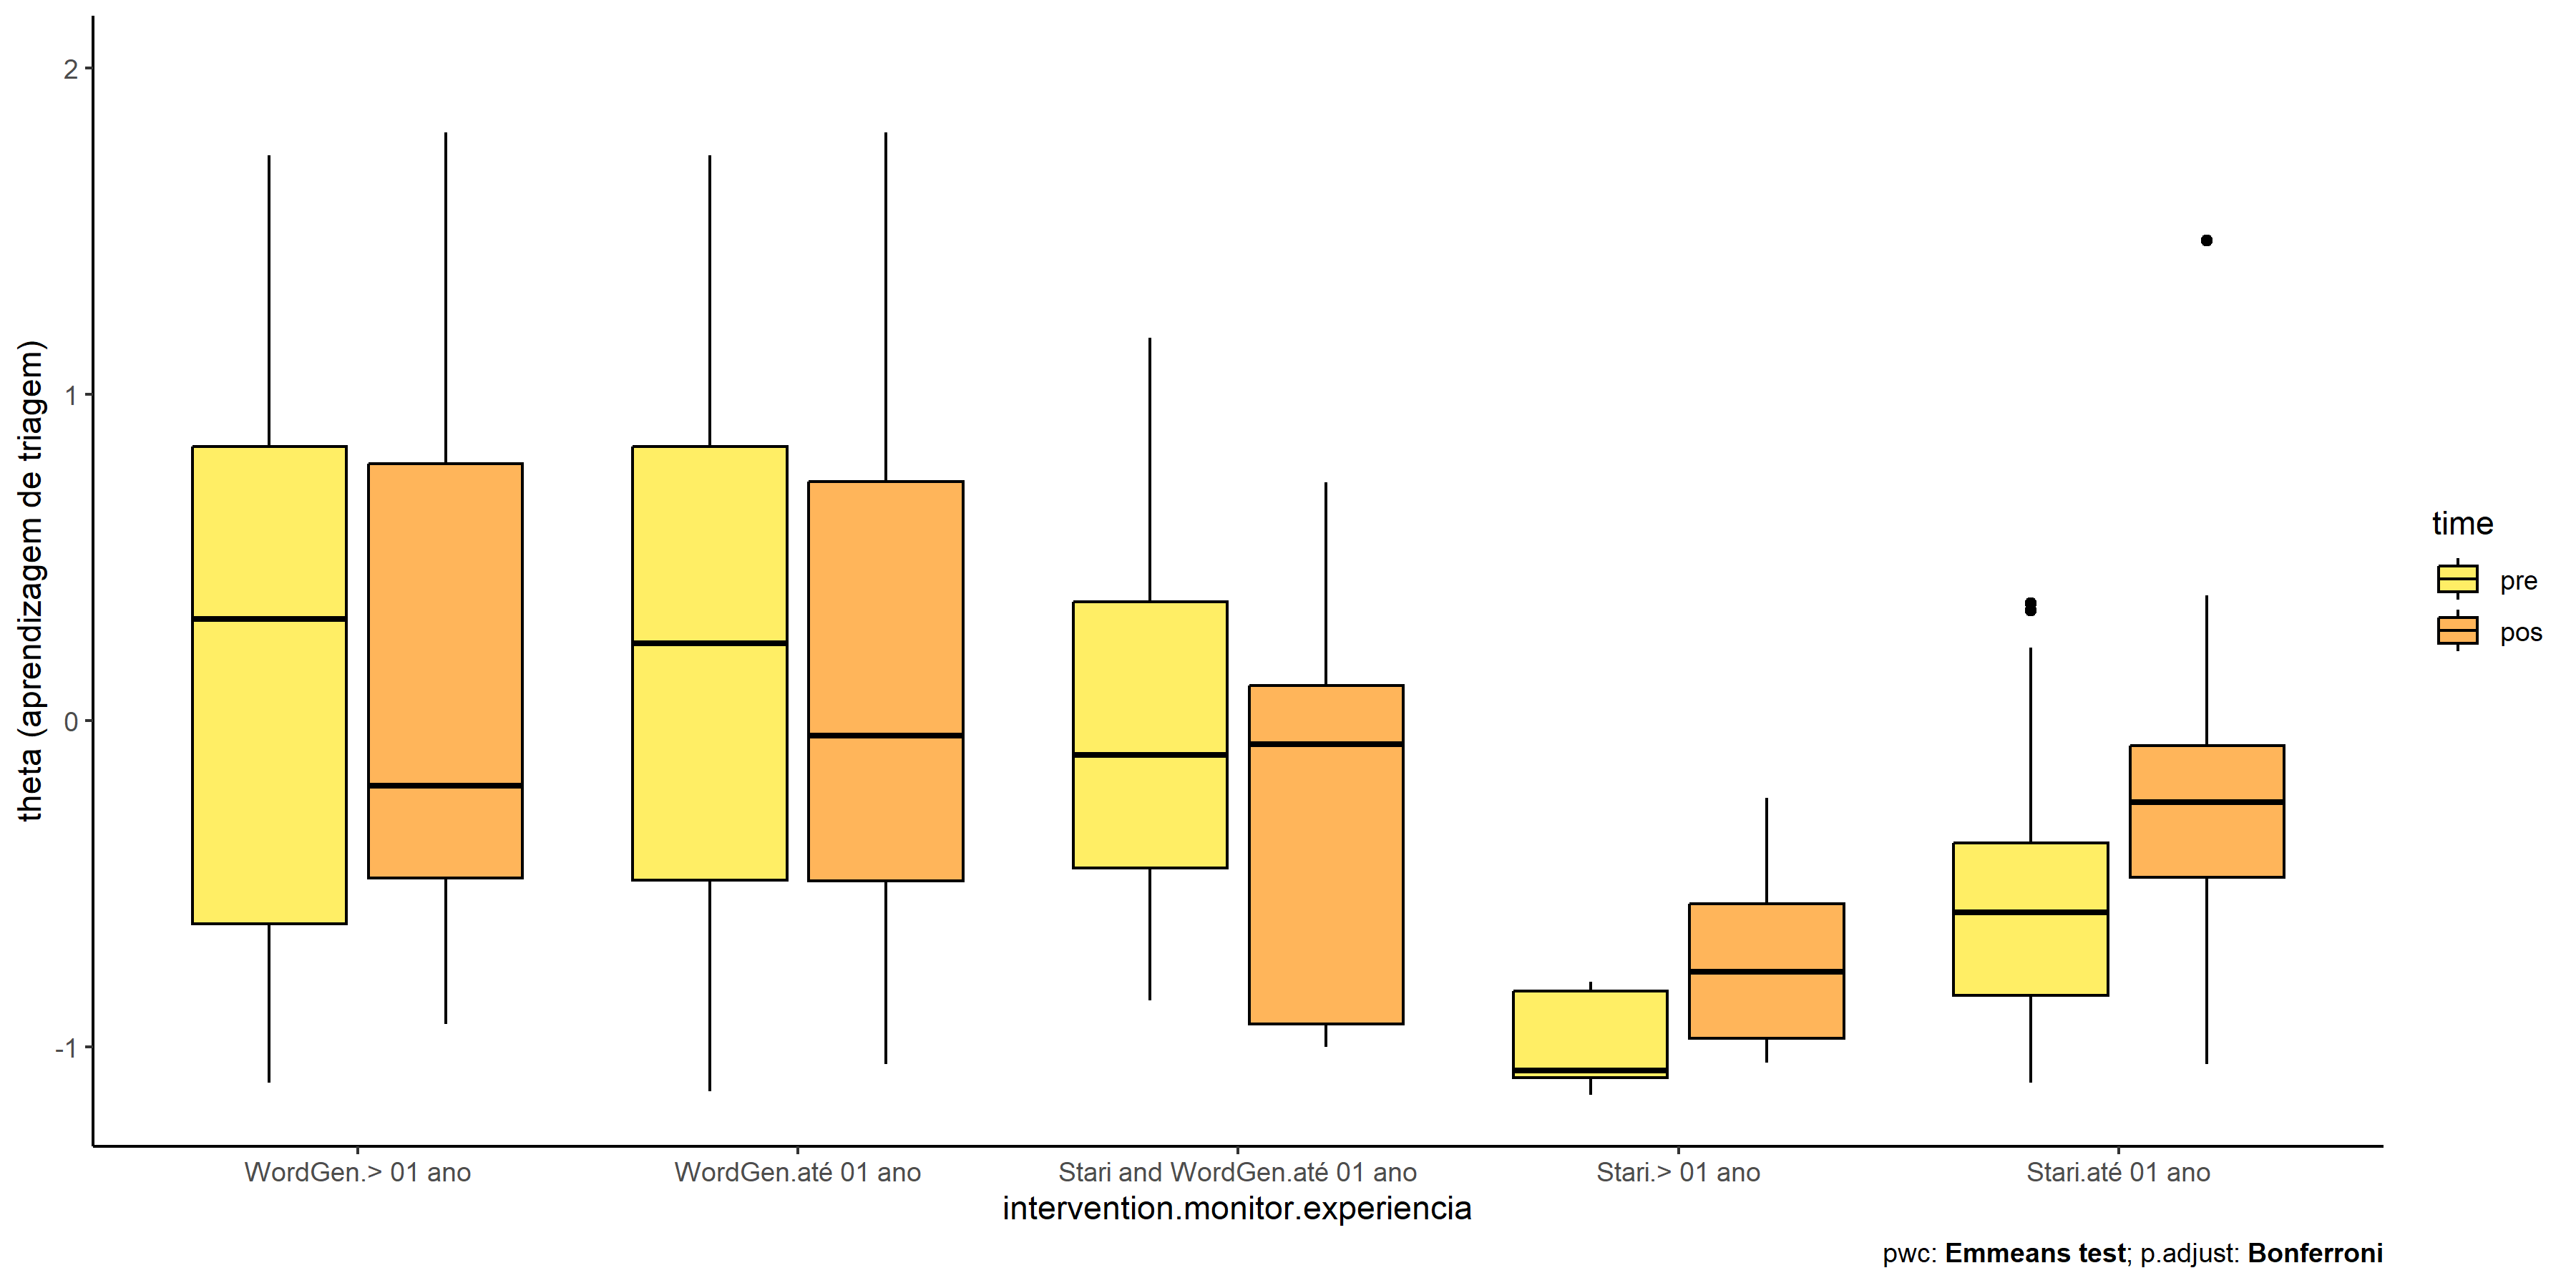 theta (aprendizagem de triagem)
2
1
0
-1
WordGen.> 01 ano
WordGen.até 01 ano
Stari and WordGen.até 01 ano
Stari.> 01 ano
Stari.até 01 ano
intervention.monitor.experiencia
time
pre
pos
pwc: Emmeans test; p.adjust: Bonferroni